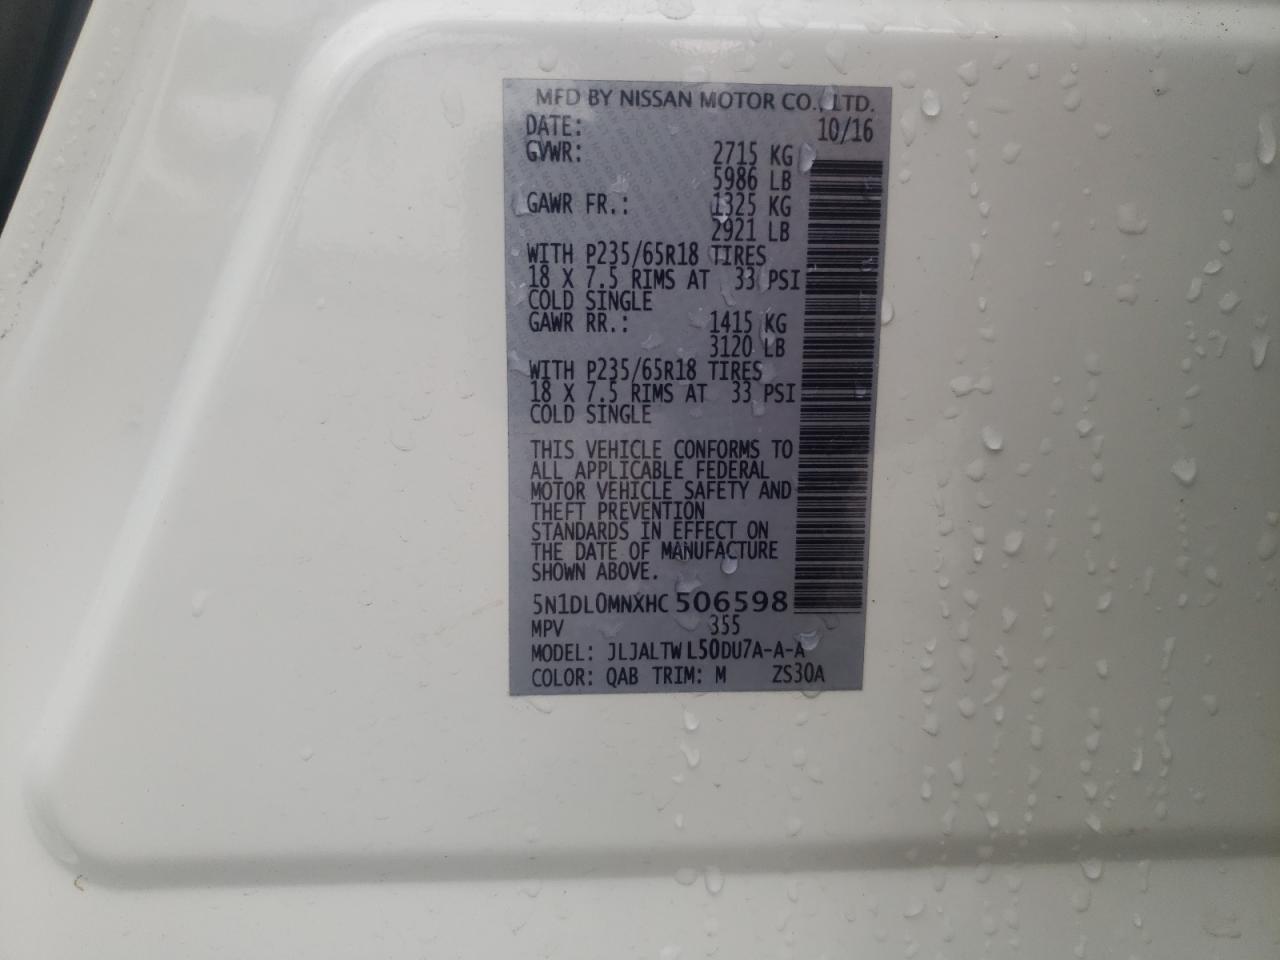 MFD BY NISSAN MOTOR CO., LTD.
DATE: 10/16
GVWR: 2715 KG
5986 LB
GAWR FR.: 1325 KG
2921 LB
WITH P235/65R18 TIRES
18 X 7.5 RIMS AT 33 PSI
COLD SINGLE
GAWR RR.: 1415 KG
3120 LB
WITH P235/65R18 TIRES
18 X 7.5 RIMS AT 33 PSI
COLD SINGLE
THIS VEHICLE CONFORMS TO
ALL APPLICABLE FEDERAL
MOTOR VEHICLE SAFETY AND
THEFT PREVENTION
STANDARDS IN EFFECT ON
THE DATE OF MANUFACTURE
SHOWN ABOVE.
5N1DL0MNXHC 506598
MPV 355
MODEL: JLJALTW L50DU7A-A-A
COLOR: QAB TRIM: M ZS30A